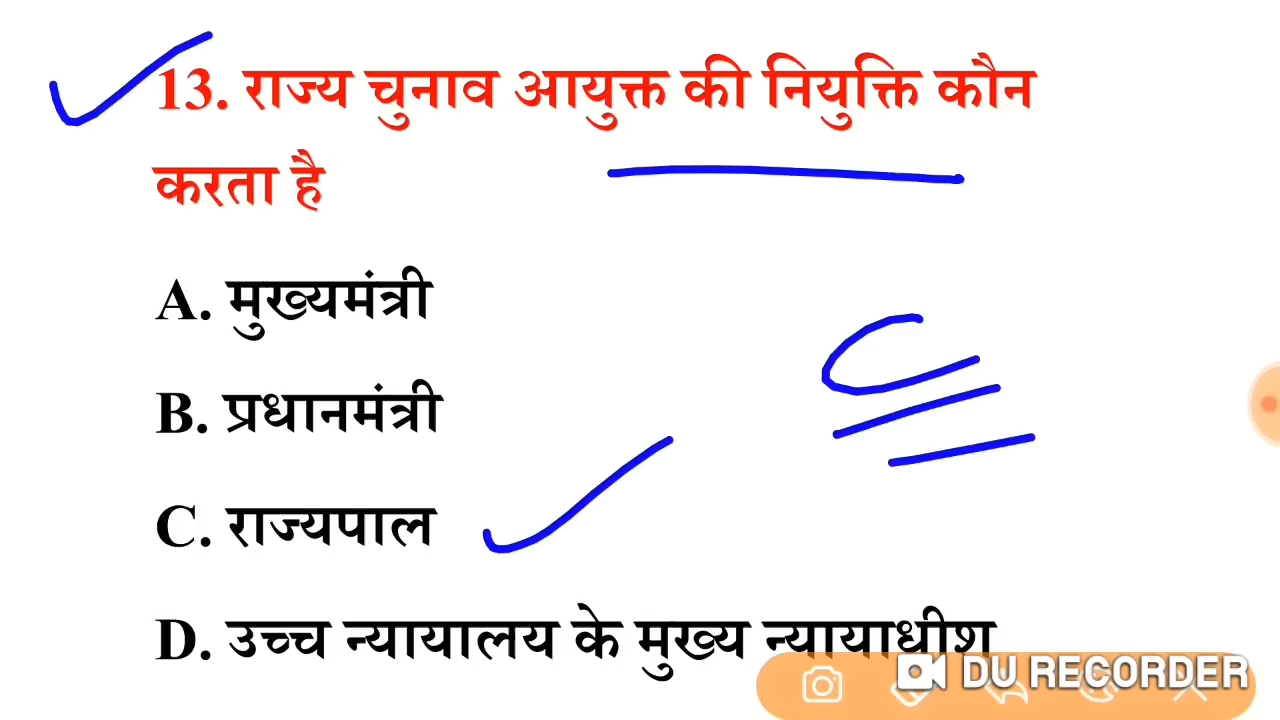 13. राज्य चुनाव आयुक्त की नियुक्ति कौन
करता है
A. मुख्यमंत्री
B. प्रधानमंत्री
C. राज्यपाल
D. उच्च न्यायालय के मुख्य न्यायाधीश
DU RECORDER